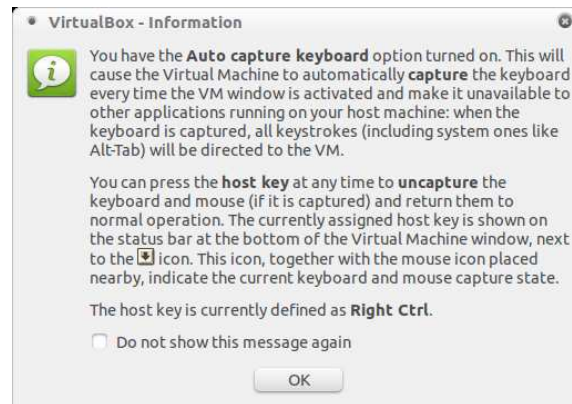 VirtualBox - Information
You have the Auto capture keyboard option turned on. This will
cause the Virtual Machine to automatically capture the keyboard
every time the VM window is activated and make it unavailable to
other applications running on your host machine: when the
keyboard is captured, all keystrokes (including system ones like
Alt-Tab) will be directed to the VM.
You can press the host key at any time to uncapture the
keyboard and mouse (if it is captured) and return them to
normal operation. The currently assigned host key is shown on
the status bar at the bottom of the Virtual Machine window, next
to the icon. This icon, together with the mouse icon placed
nearby, indicate the current keyboard and mouse capture state.
The host key is currently defined as Right Ctrl.
Do not show this message again
OK